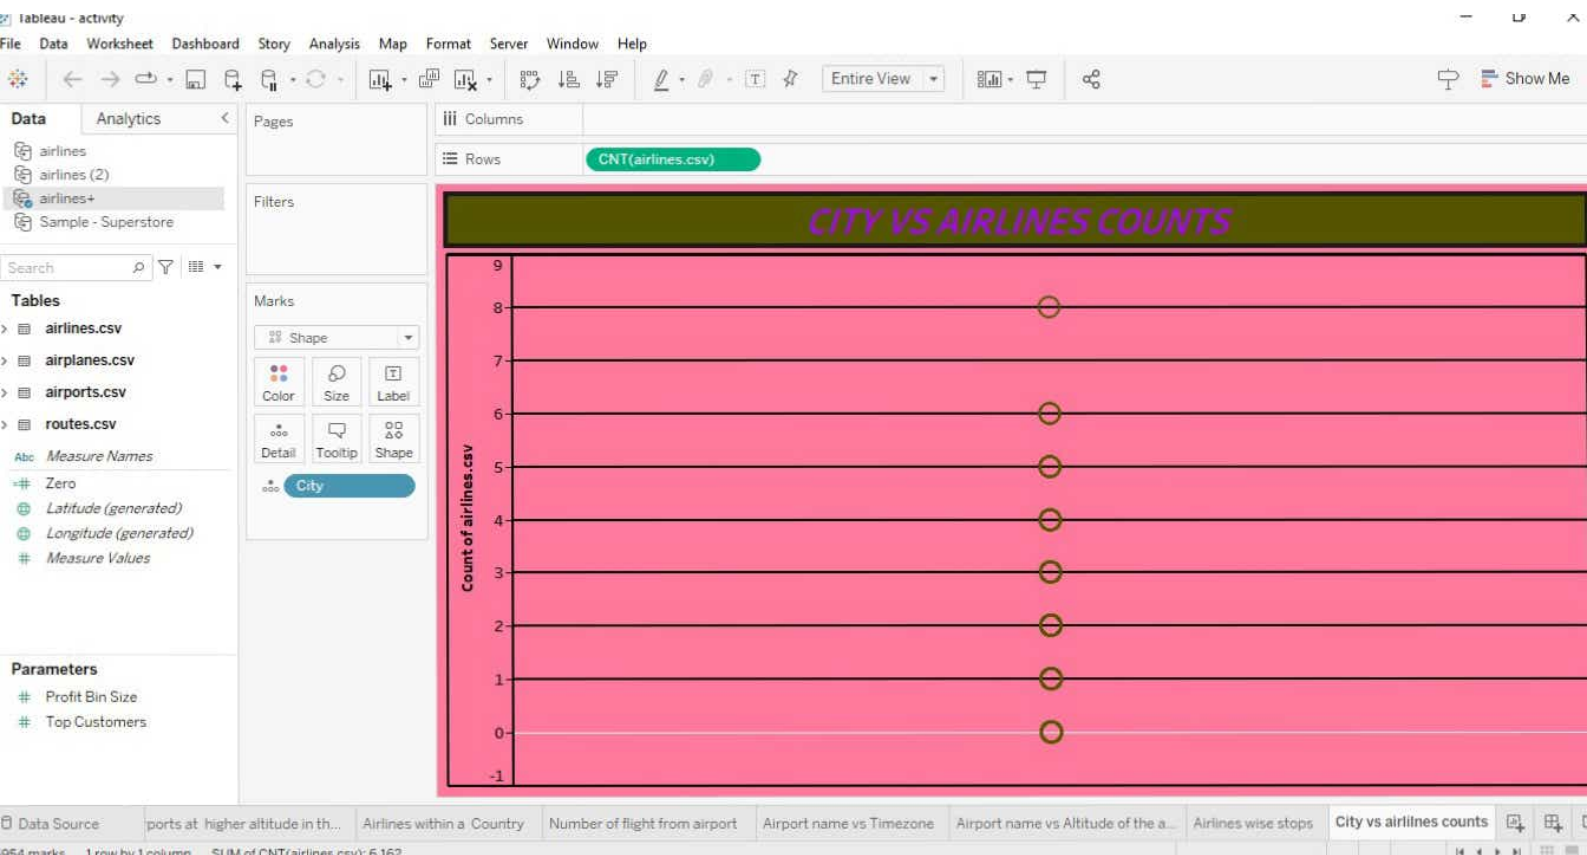 Tableau - activity
File Data Worksheet Dashboard Story Analysis Map Format Server Window Help
Entire View
Show Me
Data Analytics
Pages
Columns
airlines
airlines (2)
airlines+
Sample - Superstore
Rows
CNT(airlines.csv)
Filters
CITY VS AIRLINES COUNTS
Search
Tables
airlines.csv
airplanes.csv
airports.csv
routes.csv
Abc Measure Names
Zero
Latitude (generated)
Longitude (generated)
Measure Values
Parameters
Profit Bin Size
Top Customers
Marks
Shape
Color Size Label
Detail Tooltip Shape
City
Count of airlines.csv
9
8
7
6
5
4
3
2
1
0
-1
Data Source
ports at higher altitude in th...
Airlines within a Country
Number of flight from airport
Airport name vs Timezone
Airport name vs Altitude of the a...
Airlines wise stops
City vs airlilnes counts
marks 1 row by 1 column SUM of CNT(airlines.csv): 6,162